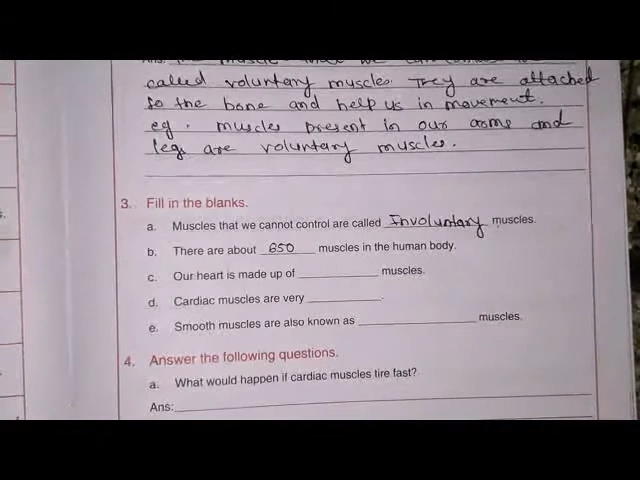 called voluntary muscles. They are attached
to the bone and help us in movement.
eg. muscles present in our arms and
legs are voluntary muscles.
3. Fill in the blanks.
a. Muscles that we cannot control are called Involuntary muscles.
b. There are about 650 muscles in the human body.
c. Our heart is made up of ____________ muscles.
d. Cardiac muscles are very ____________.
e. Smooth muscles are also known as ____________________ muscles.
4. Answer the following questions.
a. What would happen if cardiac muscles tire fast?
Ans: